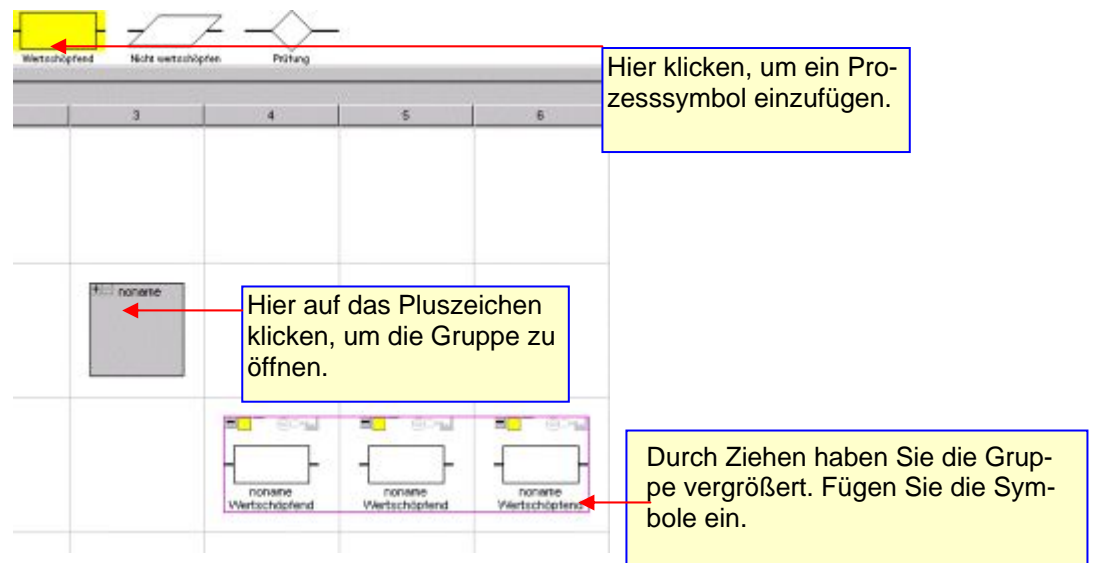 Wertschöpfend Nicht wertschöpfen Prüfung
Hier klicken, um ein Pro-
zesssymbol einzufügen.
3 4 5 6
noname
Hier auf das Pluszeichen
klicken, um die Gruppe zu
öffnen.
noname noname noname
Wertschöpfend Wertschöpfend Wertschöpfend
Durch Ziehen haben Sie die Grup-
pe vergrößert. Fügen Sie die Sym-
bole ein.